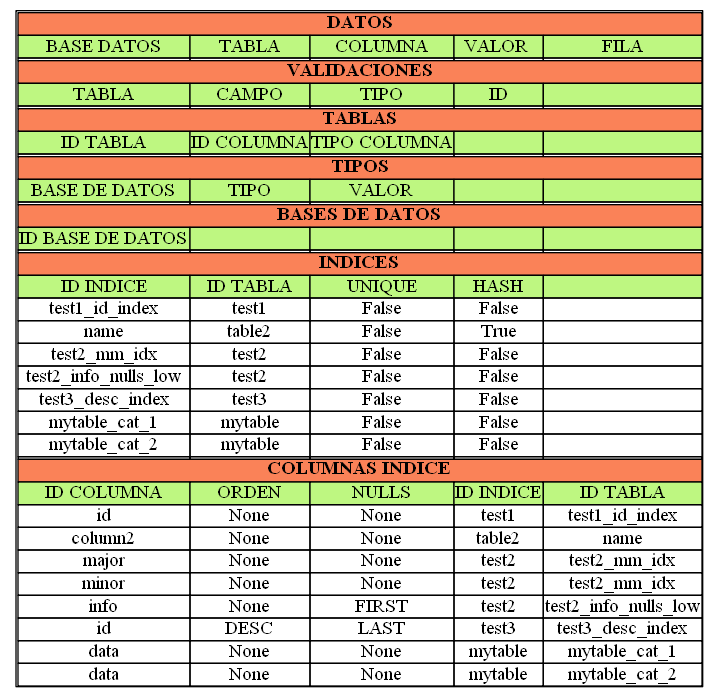 DATOS
BASE DATOS TABLA COLUMNA VALOR FILA
VALIDACIONES
TABLA CAMPO TIPO ID
TABLAS
ID TABLA ID COLUMNA TIPO COLUMNA
TIPOS
BASE DE DATOS TIPO VALOR
BASES DE DATOS
ID BASE DE DATOS
INDICES
ID INDICE ID TABLA UNIQUE HASH
test1_id_index test1 False False
name table2 False True
test2_mm_idx test2 False False
test2_info_nulls_low test2 False False
test3_desc_index test3 False False
mytable_cat_1 mytable False False
mytable_cat_2 mytable False False
COLUMNAS INDICE
ID COLUMNA ORDEN NULLS ID INDICE ID TABLA
id None None test1 test1_id_index
column2 None None table2 name
major None None test2 test2_mm_idx
minor None None test2 test2_mm_idx
info None FIRST test2 test2_info_nulls_low
id DESC LAST test3 test3_desc_index
data None None mytable mytable_cat_1
data None None mytable mytable_cat_2